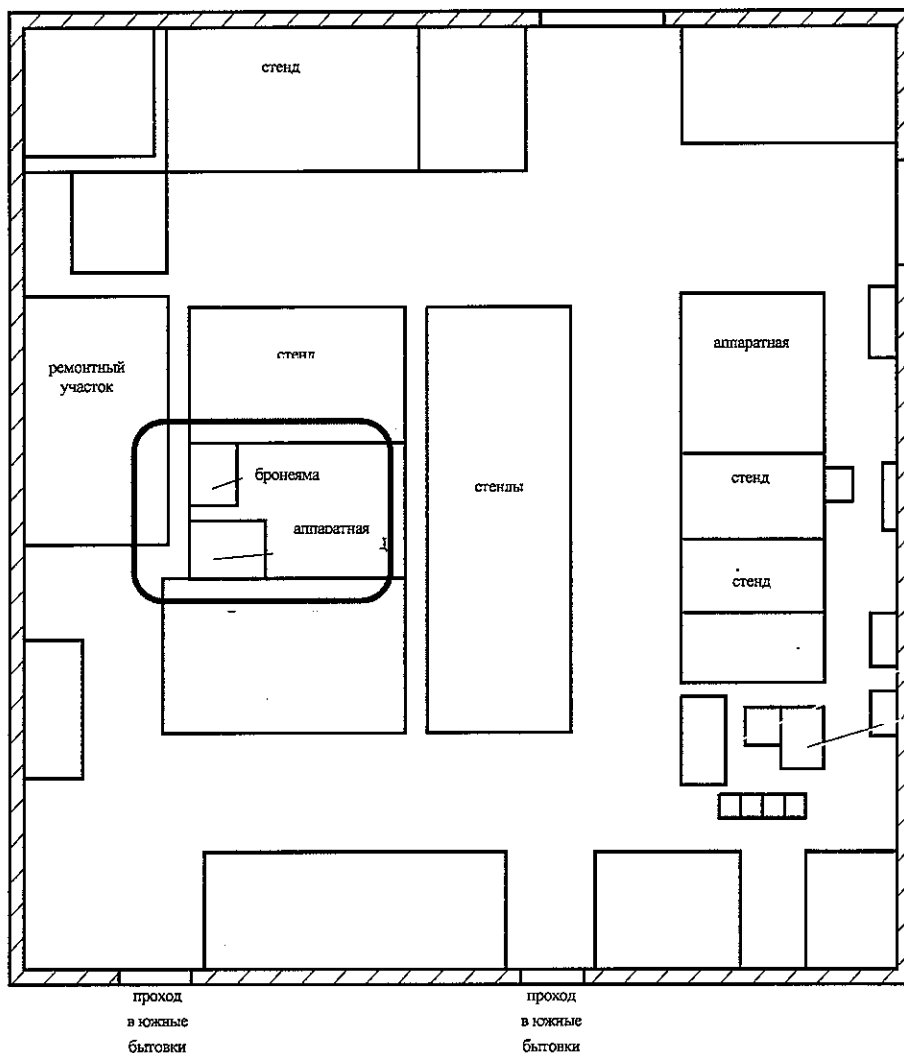 стенд
ремонтный
участок
стенд
аппаратная
бронеяма
аппаратная
стенды
стенд
стенд
проход
в южные
бытовки
проход
в южные
бытовки